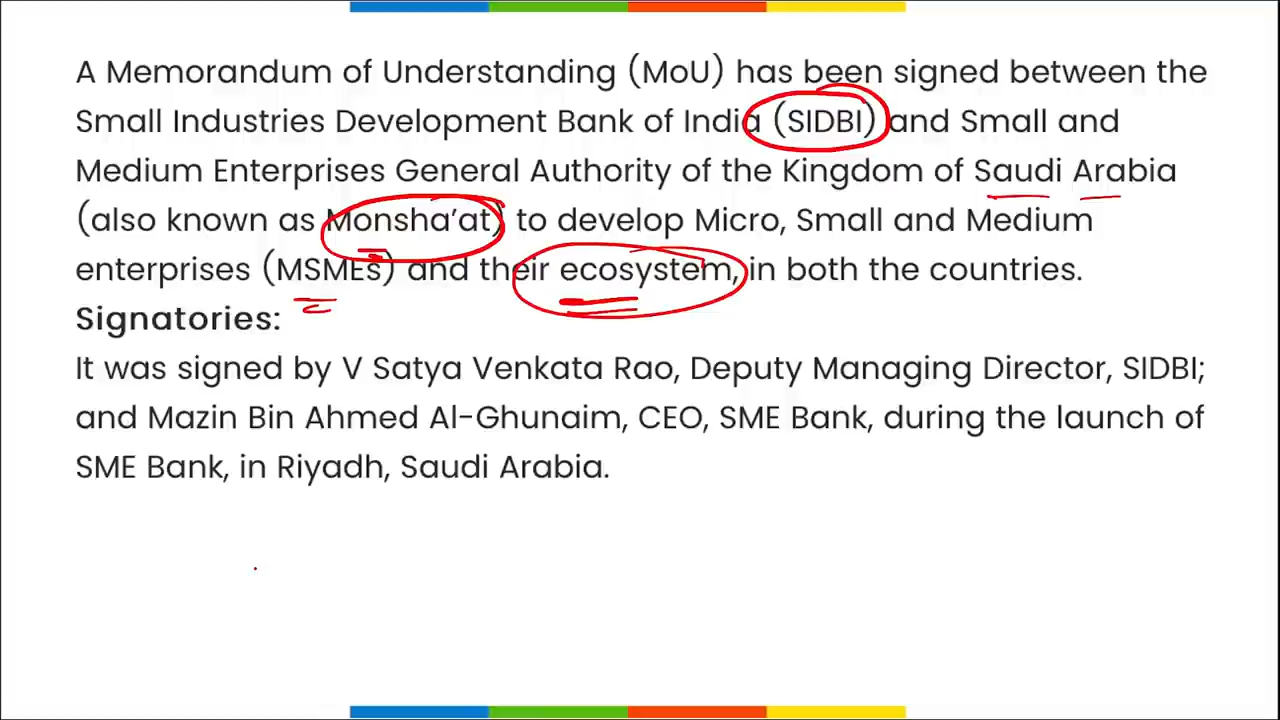 A Memorandum of Understanding (MoU) has been signed between the
Small Industries Development Bank of India (SIDBI) and Small and
Medium Enterprises General Authority of the Kingdom of Saudi Arabia
(also known as Monsha’at) to develop Micro, Small and Medium
enterprises (MSMEs) and their ecosystem, in both the countries.
Signatories:
It was signed by V Satya Venkata Rao, Deputy Managing Director, SIDBI;
and Mazin Bin Ahmed Al-Ghunaim, CEO, SME Bank, during the launch of
SME Bank, in Riyadh, Saudi Arabia.